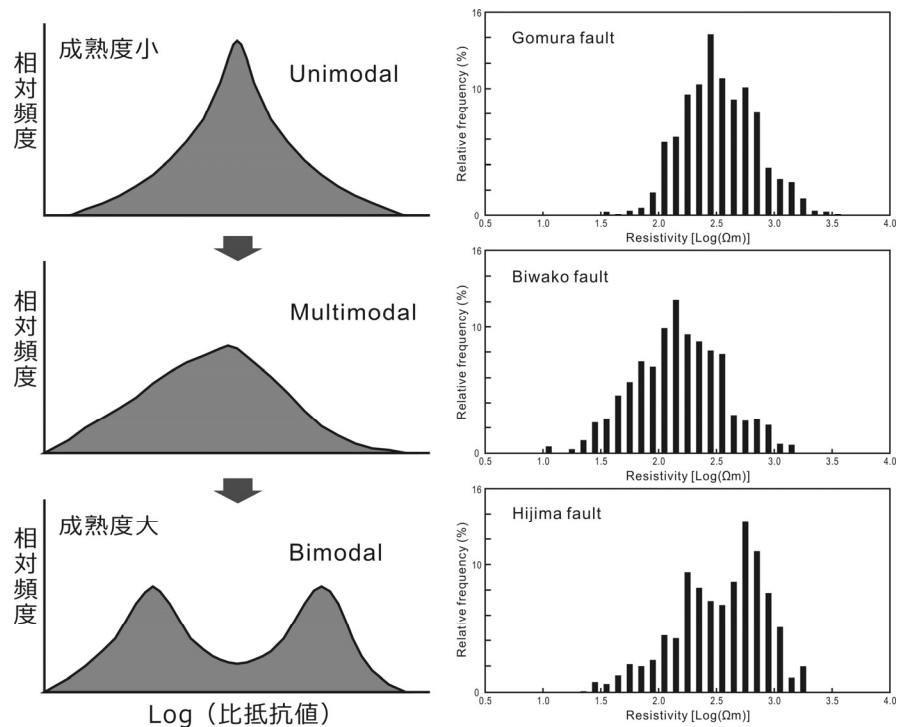 成熟度小
Unimodal
相対頻度
Multimodal
相対頻度
成熟度大
Bimodal
相対頻度
Log（比抵抗値）
Gomura fault
Relative frequency (%)
16
10
0
0.5 1.0 1.5 2.0 2.5 3.0 3.5 4.0
Resistivity [Log(Ωm)]
Biwako fault
Relative frequency (%)
16
10
0
0.5 1.0 1.5 2.0 2.5 3.0 3.5 4.0
Resistivity [Log(Ωm)]
Hijima fault
Relative frequency (%)
16
10
0
0.5 1.0 1.5 2.0 2.5 3.0 3.5 4.0
Resistivity [Log(Ωm)]